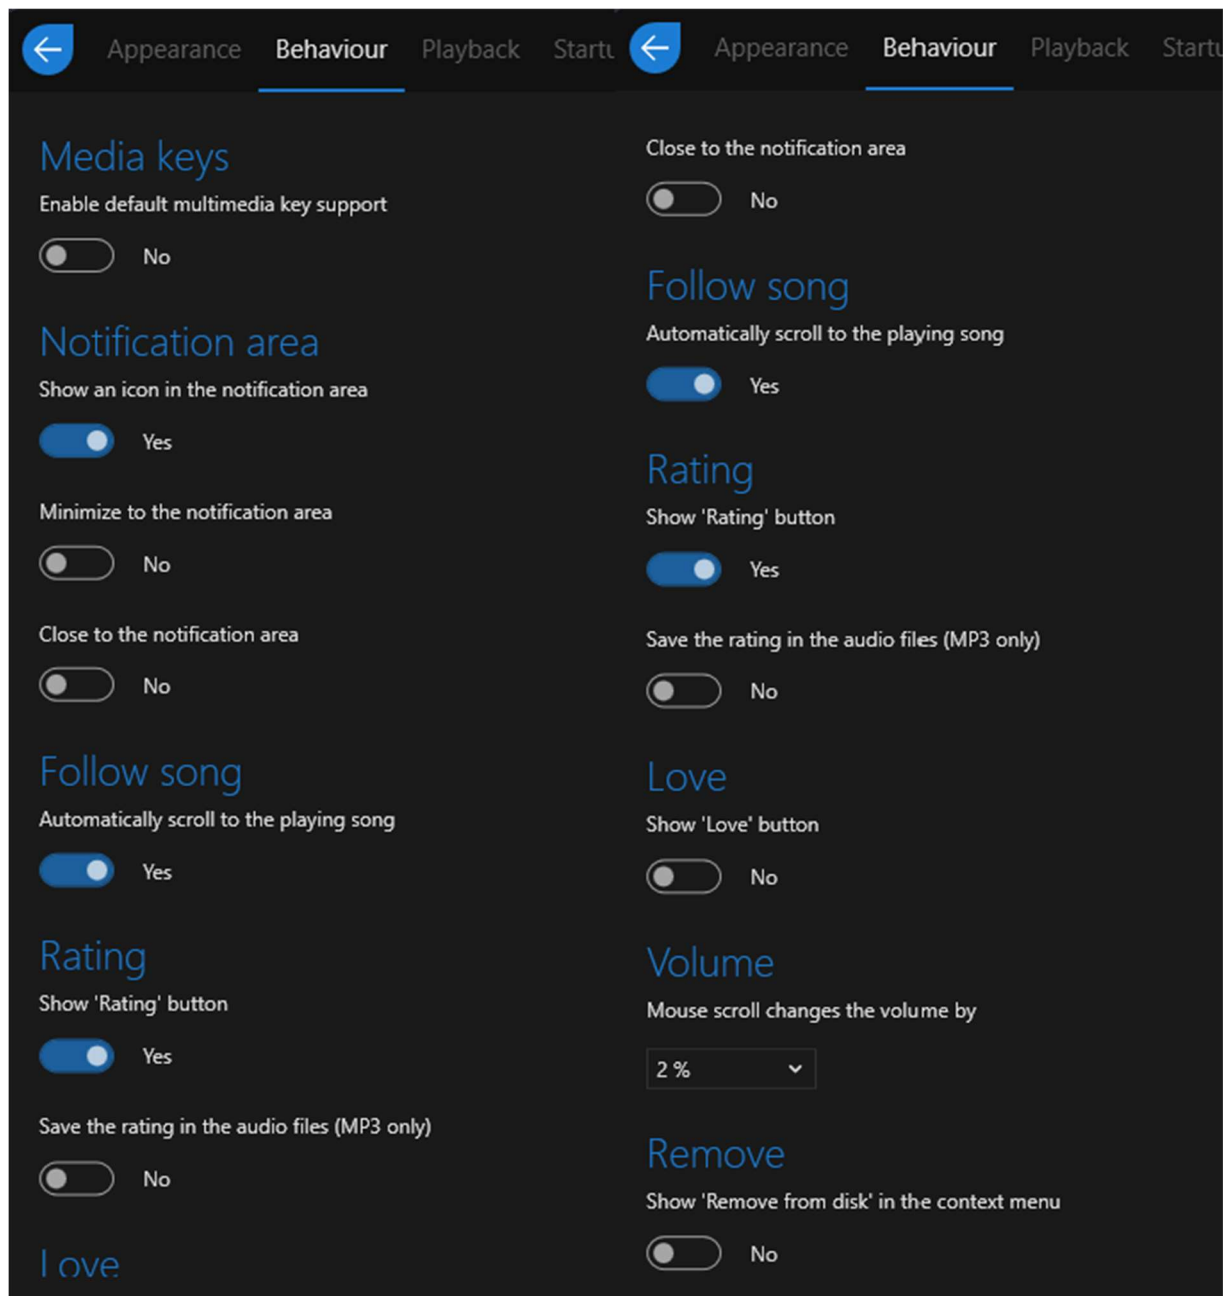 Appearance Behaviour Playback Startu
Media keys
Enable default multimedia key support
No
Notification area
Show an icon in the notification area
Yes
Minimize to the notification area
No
Close to the notification area
No
Follow song
Automatically scroll to the playing song
Yes
Rating
Show 'Rating' button
Yes
Save the rating in the audio files (MP3 only)
No
Love
Appearance Behaviour Playback Startu
Close to the notification area
No
Follow song
Automatically scroll to the playing song
Yes
Rating
Show 'Rating' button
Yes
Save the rating in the audio files (MP3 only)
No
Love
Show 'Love' button
No
Volume
Mouse scroll changes the volume by
2 %
Remove
Show 'Remove from disk' in the context menu
No